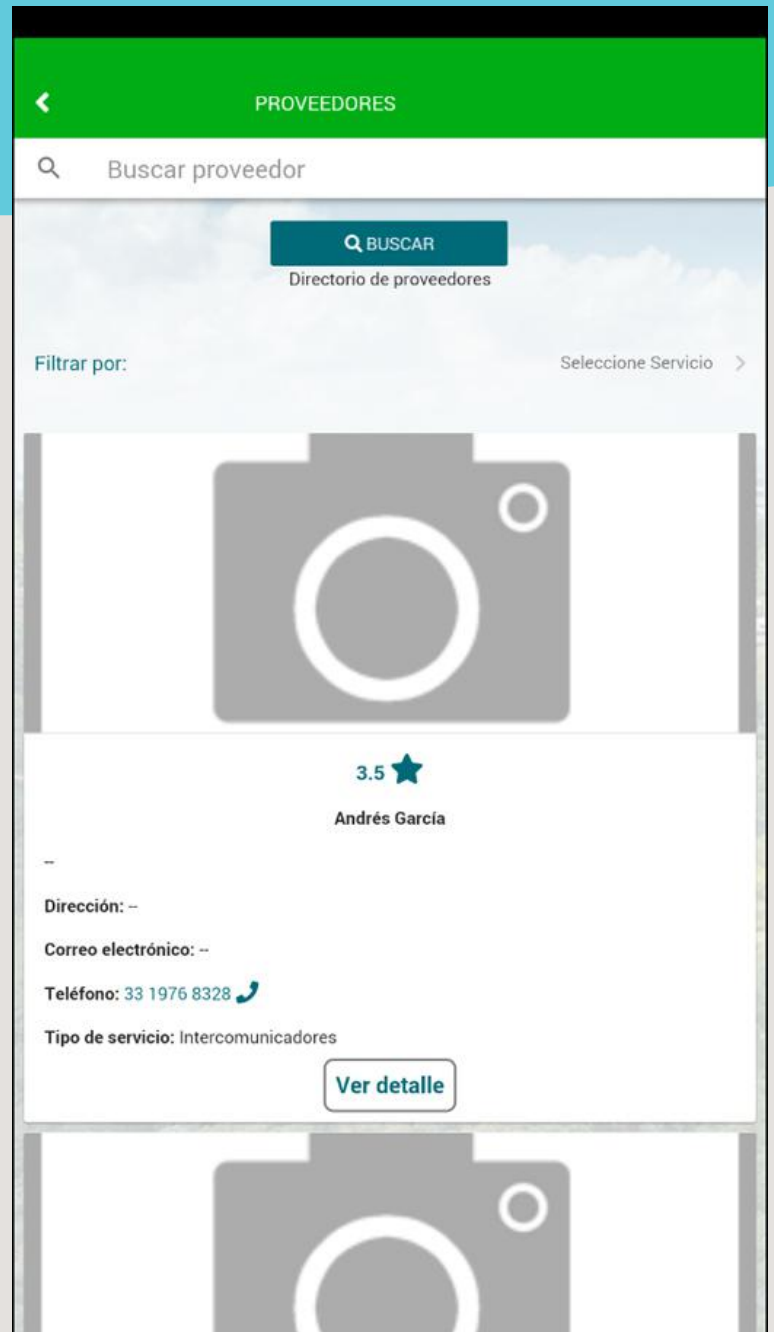 PROVEEDORES
Buscar proveedor
BUSCAR
Directorio de proveedores
Filtrar por:
Seleccione Servicio
3.5
Andrés García
--
Dirección: --
Correo electrónico: --
Teléfono: 33 1976 8328
Tipo de servicio: Intercomunicadores
Ver detalle